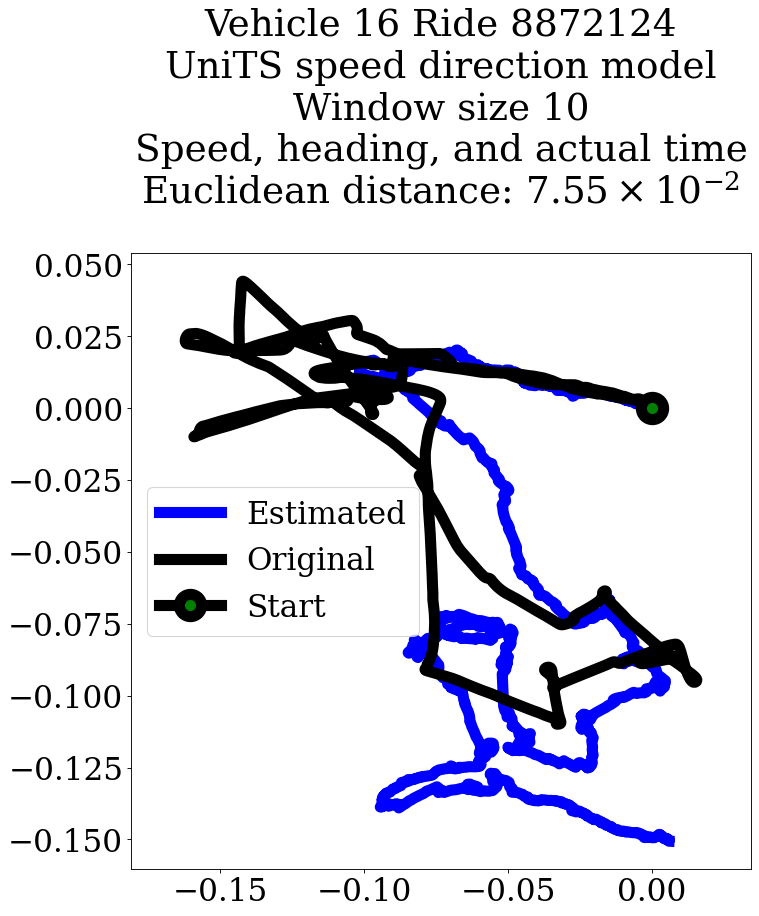 Vehicle 16 Ride 8872124
UniTS speed direction model
Window size 10
Speed, heading, and actual time
Euclidean distance: $7.55 \times 10^{-2}$
0.050
0.025
0.000
−0.025
−0.050
−0.075
−0.100
−0.125
−0.150
Estimated
Original
Start
−0.15
−0.10
−0.05
0.00